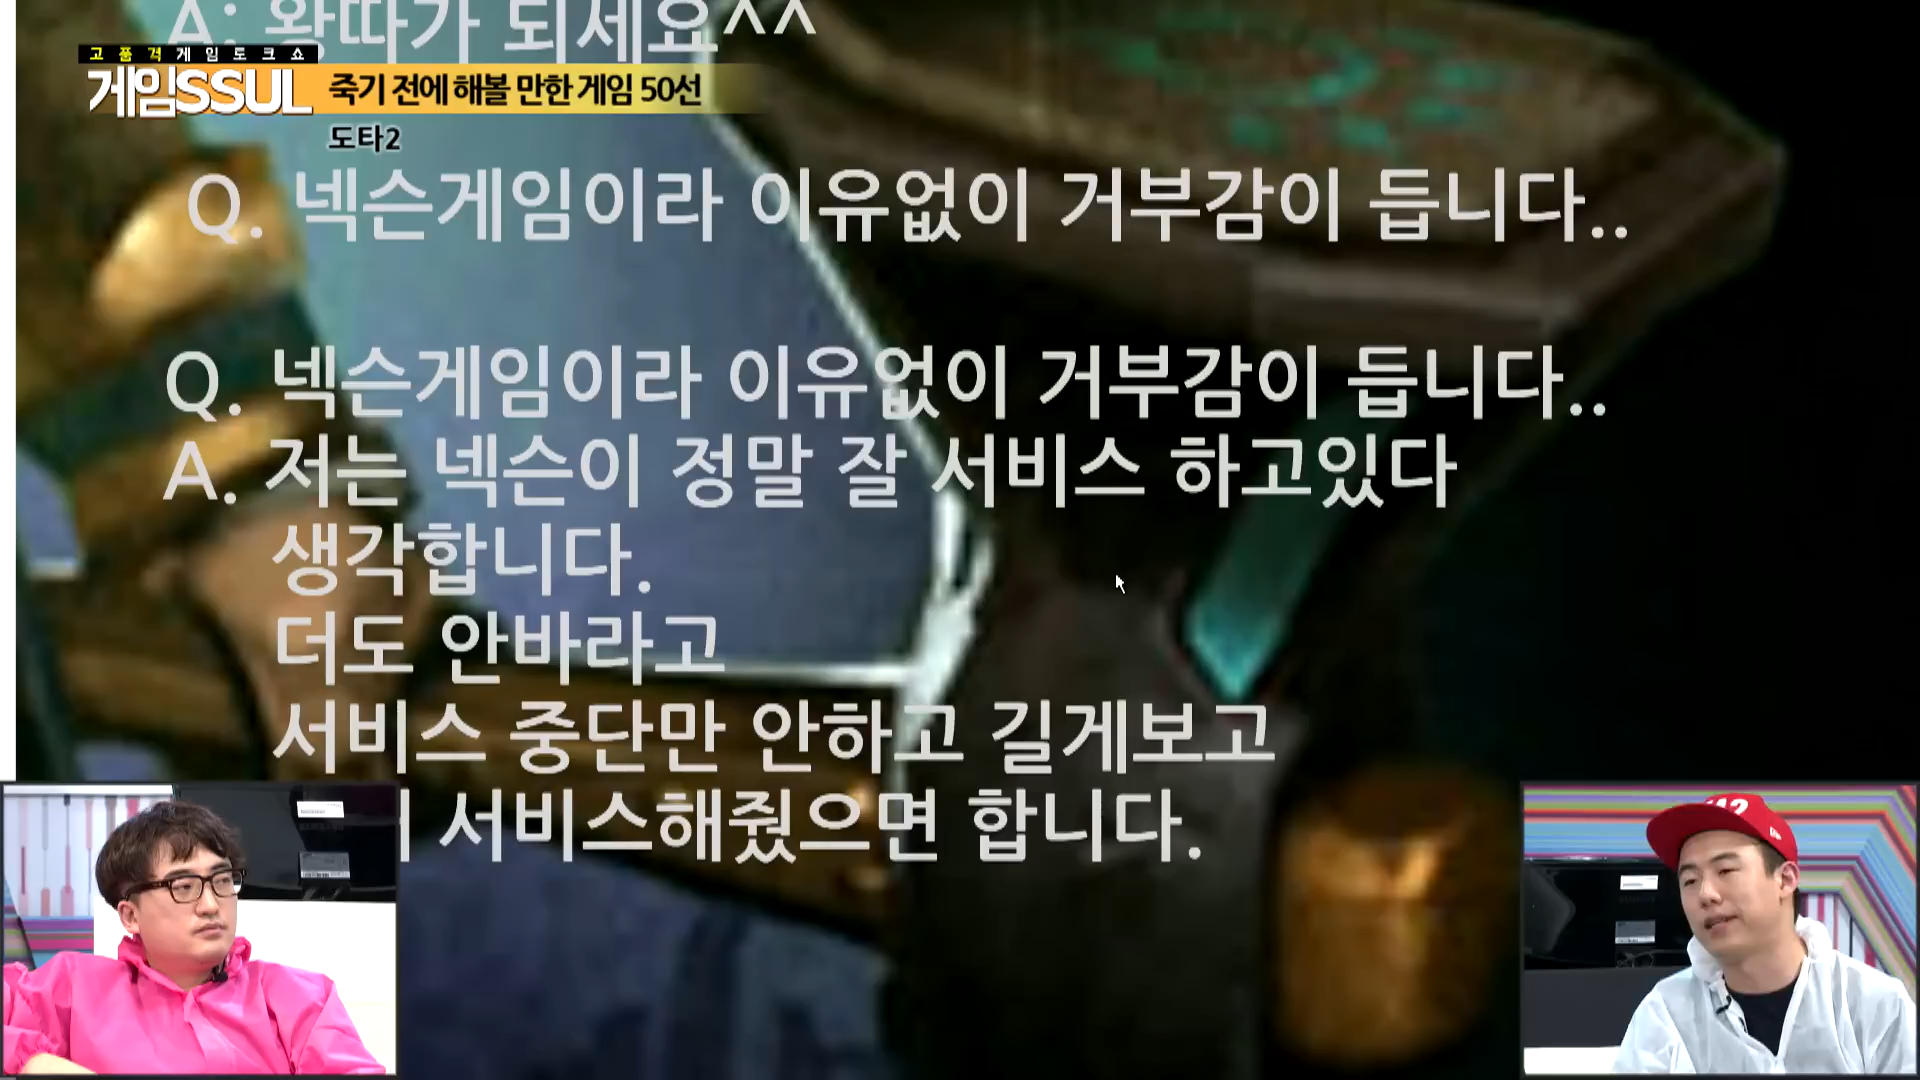 A: 왕따가 되세요^^
고품격게임토크쇼
게임SSUL 죽기 전에 해볼 만한 게임 50선
도타2
Q. 넥슨게임이라 이유없이 거부감이 듭니다..
Q. 넥슨게임이라 이유없이 거부감이 듭니다..
A. 저는 넥슨이 정말 잘 서비스 하고있다
생각합니다.
더도 안바라고
서비스 중단만 안하고 길게보고
서비스해줬으면 합니다.